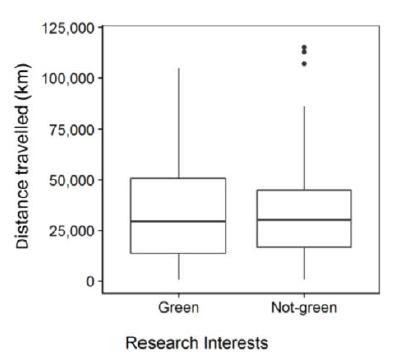 125,000
100,000
75,000
50,000
25,000
0
Distance travelled (km)
Green Not-green
Research Interests